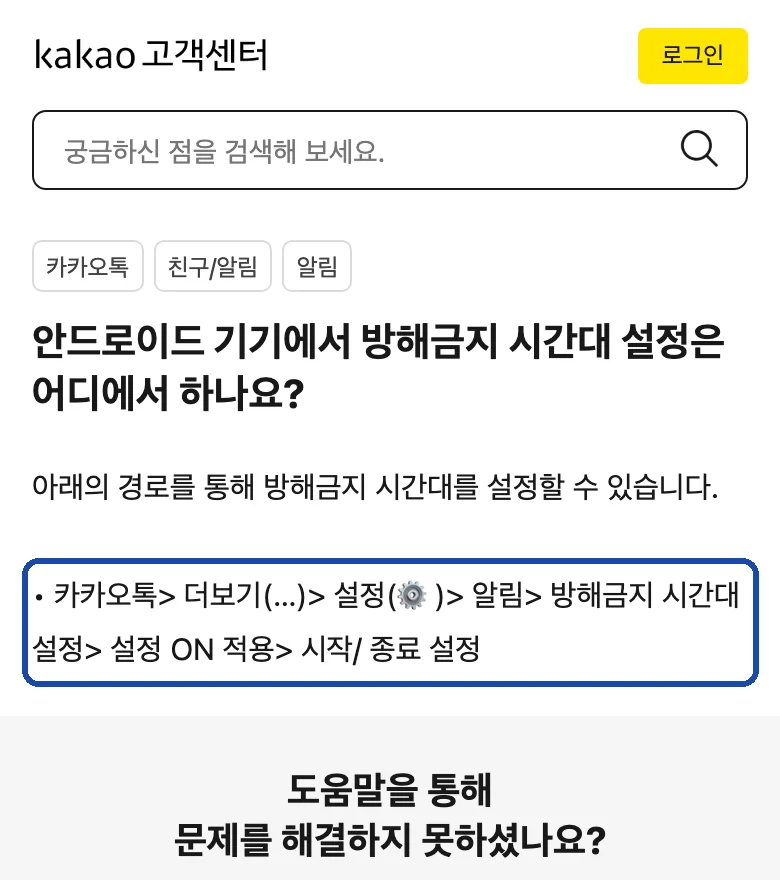 kakao 고객센터
로그인
궁금하신 점을 검색해 보세요.
카카오톡
친구/알림
알림
안드로이드 기기에서 방해금지 시간대 설정은
어디에서 하나요?
아래의 경로를 통해 방해금지 시간대를 설정할 수 있습니다.
• 카카오톡> 더보기(...)> 설정(⚙️ )> 알림> 방해금지 시간대
설정> 설정 ON 적용> 시작/ 종료 설정
도움말을 통해
문제를 해결하지 못하셨나요?